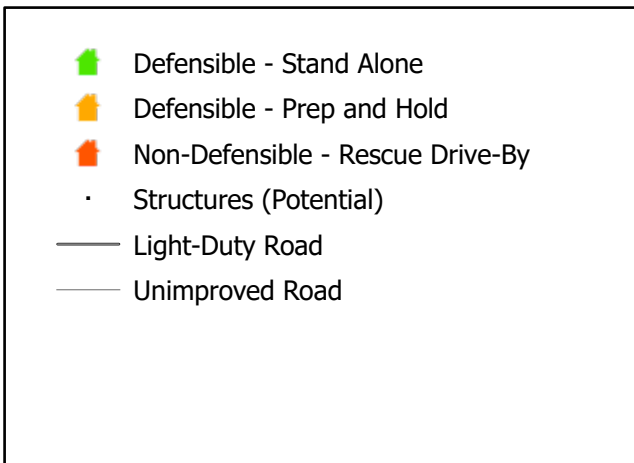 Defensible - Stand Alone
Defensible - Prep and Hold
Non-Defensible - Rescue Drive-By
Structures (Potential)
Light-Duty Road
Unimproved Road